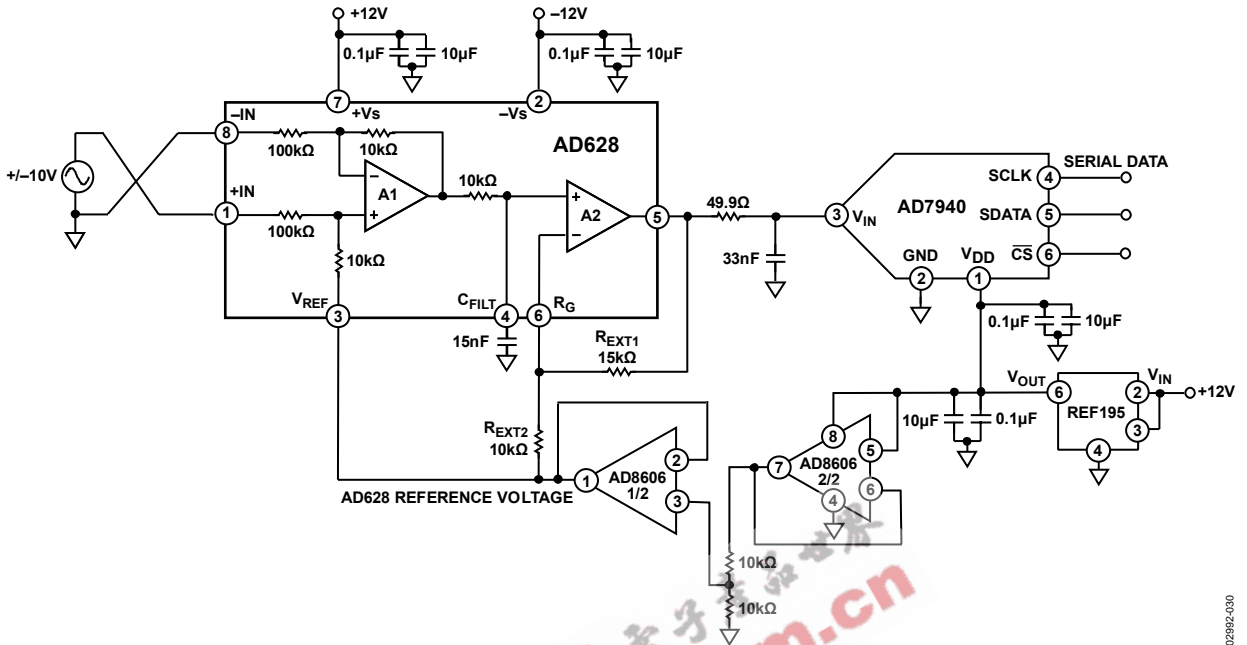 +12V
–12V
0.1µF
10µF
0.1µF
10µF
7
2
–IN
+Vs
–Vs
8
AD628
100kΩ
10kΩ
+/–10V
–
A1
+
10kΩ
+
A2
–
5
+IN
1
100kΩ
10kΩ
VREF
3
CFILT
4
6
RG
15nF
REXT1
15kΩ
REXT2
10kΩ
49.9Ω
33nF
3
VIN
AD7940
SERIAL DATA
SCLK
4
SDATA
5
CS
6
GND
2
VDD
1
0.1µF
10µF
VOUT
6
VIN
2
+12V
REF195
3
4
10µF
0.1µF
8
5
7
AD8606
2/2
6
4
AD628 REFERENCE VOLTAGE
1
AD8606
1/2
2
3
10kΩ
10kΩ
m.cn
02992-030